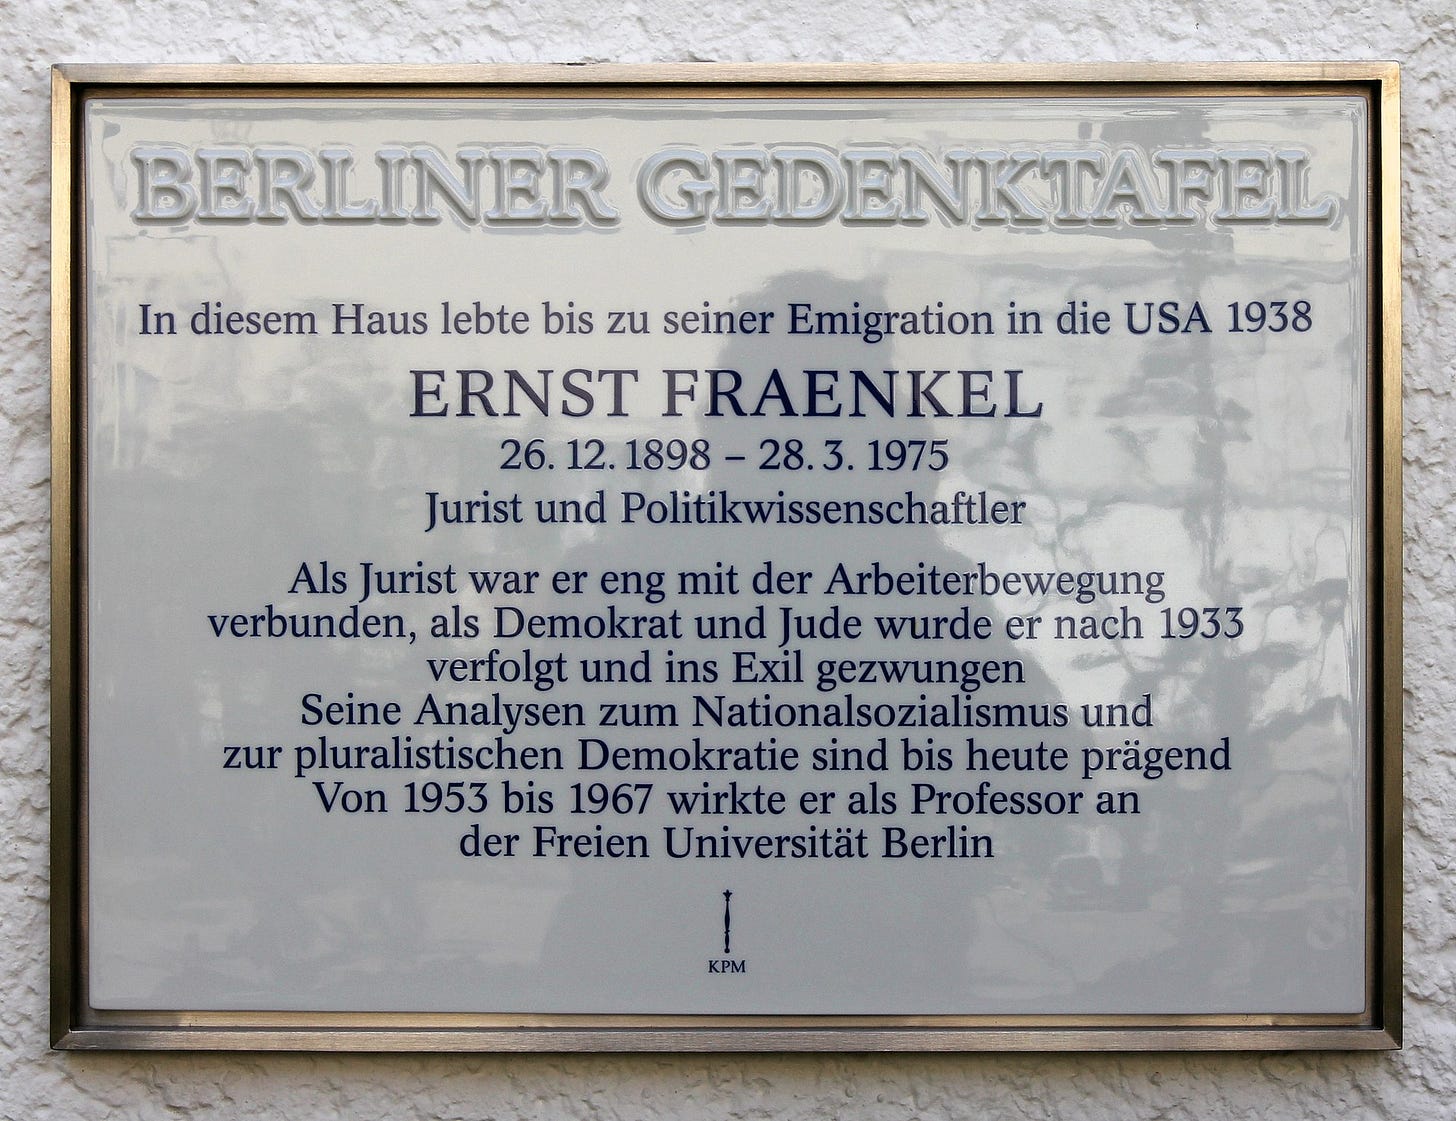 BERLINER GEDENKTAFEL
In diesem Haus lebte bis zu seiner Emigration in die USA 1938
ERNST FRAENKEL
26. 12. 1898 – 28. 3. 1975
Jurist und Politikwissenschaftler
Als Jurist war er eng mit der Arbeiterbewegung
verbunden, als Demokrat und Jude wurde er nach 1933
verfolgt und ins Exil gezwungen
Seine Analysen zum Nationalsozialismus und
zur pluralistischen Demokratie sind bis heute prägend
Von 1953 bis 1967 wirkte er als Professor an
der Freien Universität Berlin
KPM